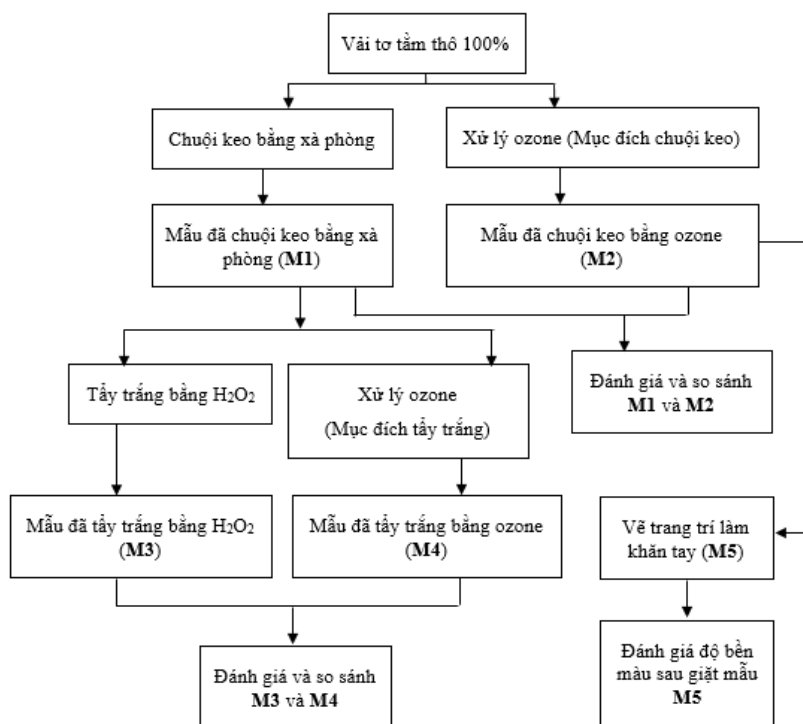 Vải tơ tằm thô 100%
Chuội keo bằng xà phòng
Xử lý ozone (Mục đích chuội keo)
Mẫu đã chuội keo bằng xà
phòng (M1)
Mẫu đã chuội keo bằng ozone
(M2)
Tẩy trắng bằng H₂O₂
Xử lý ozone
(Mục đích tẩy trắng)
Đánh giá và so sánh
M1 và M2
Mẫu đã tẩy trắng bằng H₂O₂
(M3)
Mẫu đã tẩy trắng bằng ozone
(M4)
Vẽ trang trí làm
khăn tay (M5)
Đánh giá và so sánh
M3 và M4
Đánh giá độ bền
màu sau giặt mẫu
M5